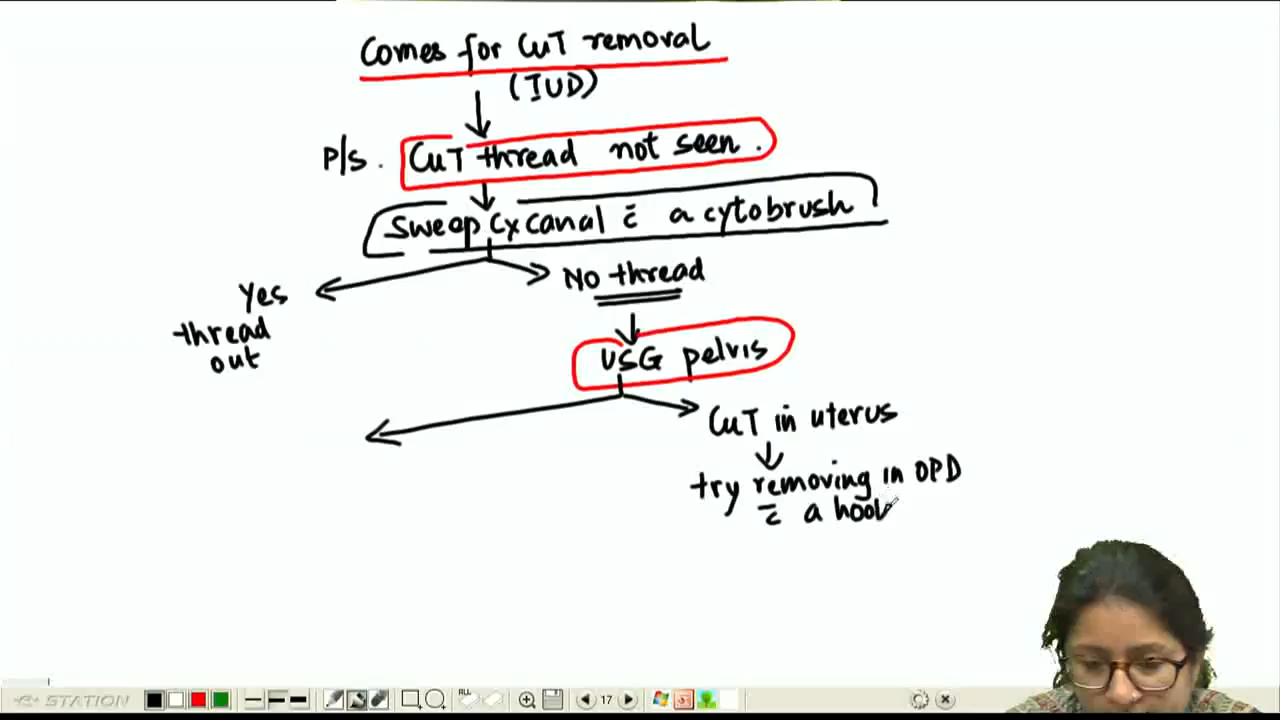 Comes for CuT removal
(IUD)
P/s. CuT thread not seen.
Sweep Cx canal c̄ a cytobrush
Yes
thread
out
No thread
USG pelvis
CuT in uterus
try removing in OPD
c̄ a hook
STATION
ALL
17